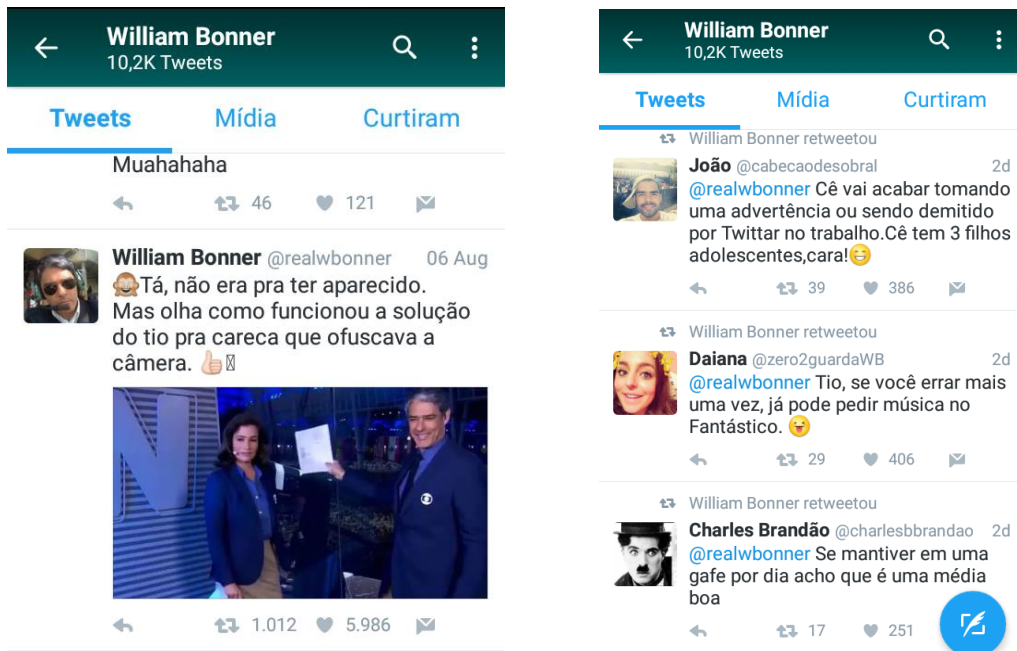 William Bonner
10,2K Tweets
Tweets Mídia Curtiram
Muahahaha
46 121
William Bonner @realwbonner 06 Aug
🙈Tá, não era pra ter aparecido.
Mas olha como funcionou a solução
do tio pra careca que ofuscava a
câmera. 👍
N
1.012 5.986
William Bonner
10,2K Tweets
Tweets Mídia Curtiram
William Bonner retweetou
João @cabecaodesobral 2d
@realwbonner Cê vai acabar tomando
uma advertência ou sendo demitido
por Twittar no trabalho.Cê tem 3 filhos
adolescentes,cara!😁
39 386
William Bonner retweetou
Daiana @zero2guardaWB 2d
@realwbonner Tio, se você errar mais
uma vez, já pode pedir música no
Fantástico. 😜
29 406
William Bonner retweetou
Charles Brandão @charlesbbrandao 2d
@realwbonner Se mantiver em uma
gafe por dia acho que é uma média
boa
17 251